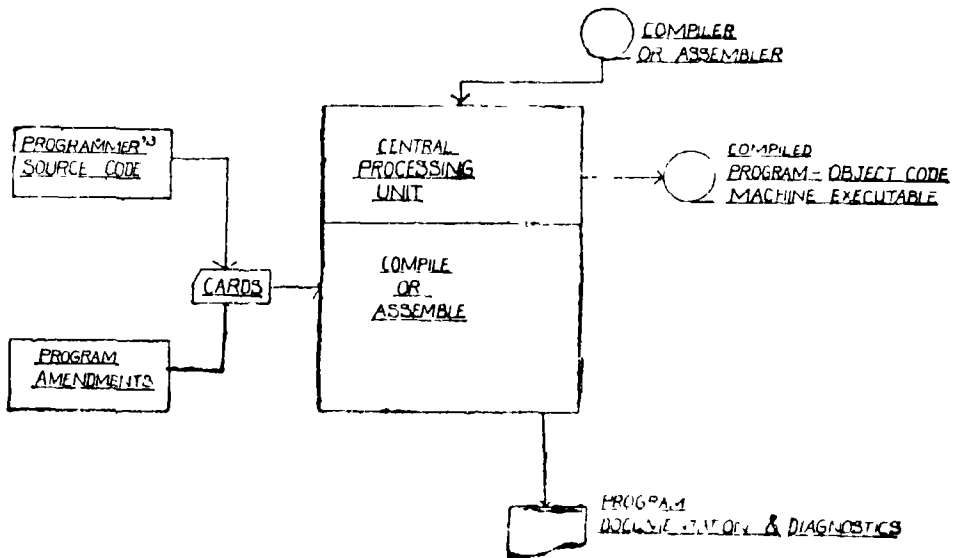 COMPILER
OR ASSEMBLER
PROGRAMMER'S
SOURCE CODE
CENTRAL
PROCESSING
UNIT
COMPILED
PROGRAM - OBJECT CODE
MACHINE EXECUTABLE
CARDS
COMPILE
OR
ASSEMBLE
PROGRAM
AMENDMENTS
PROGRAM
& DIAGNOSTICS